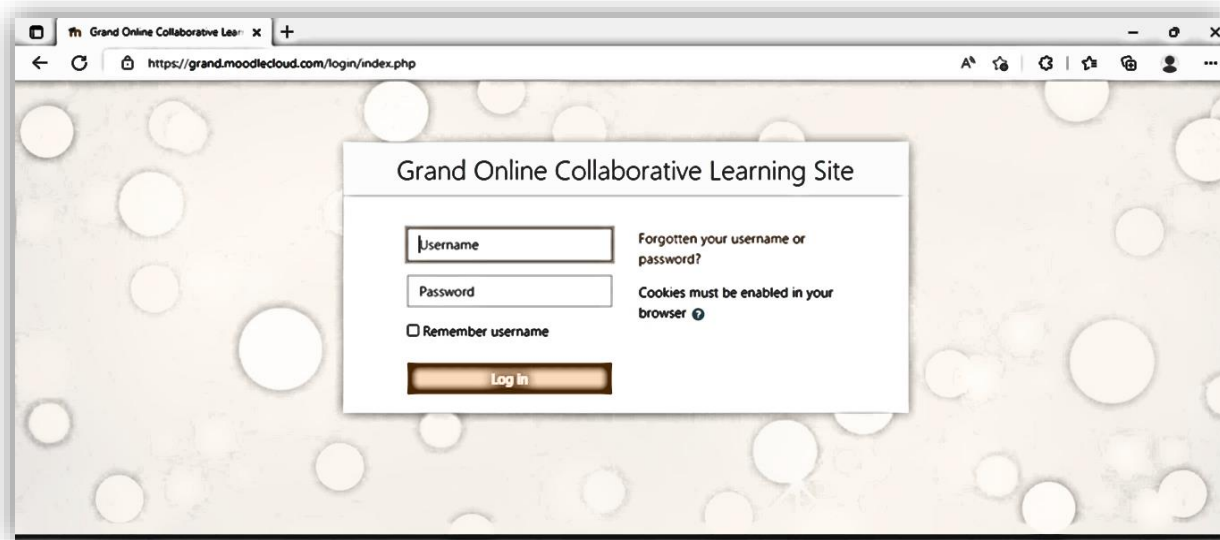 Grand Online Collaborative Lear
https://grand.moodlecloud.com/login/index.php
Grand Online Collaborative Learning Site
Username
Password
Remember username
Log in
Forgotten your username or
password?
Cookies must be enabled in your
browser